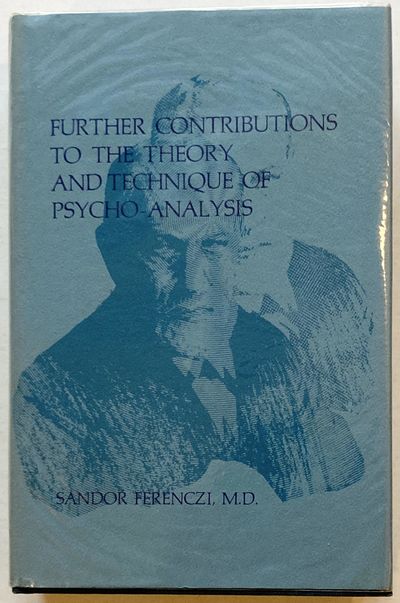 FURTHER CONTRIBUTIONS
TO THE THEORY
AND TECHNIQUE OF
PSYCHO-ANALYSIS
SANDOR FERENCZI, M.D.